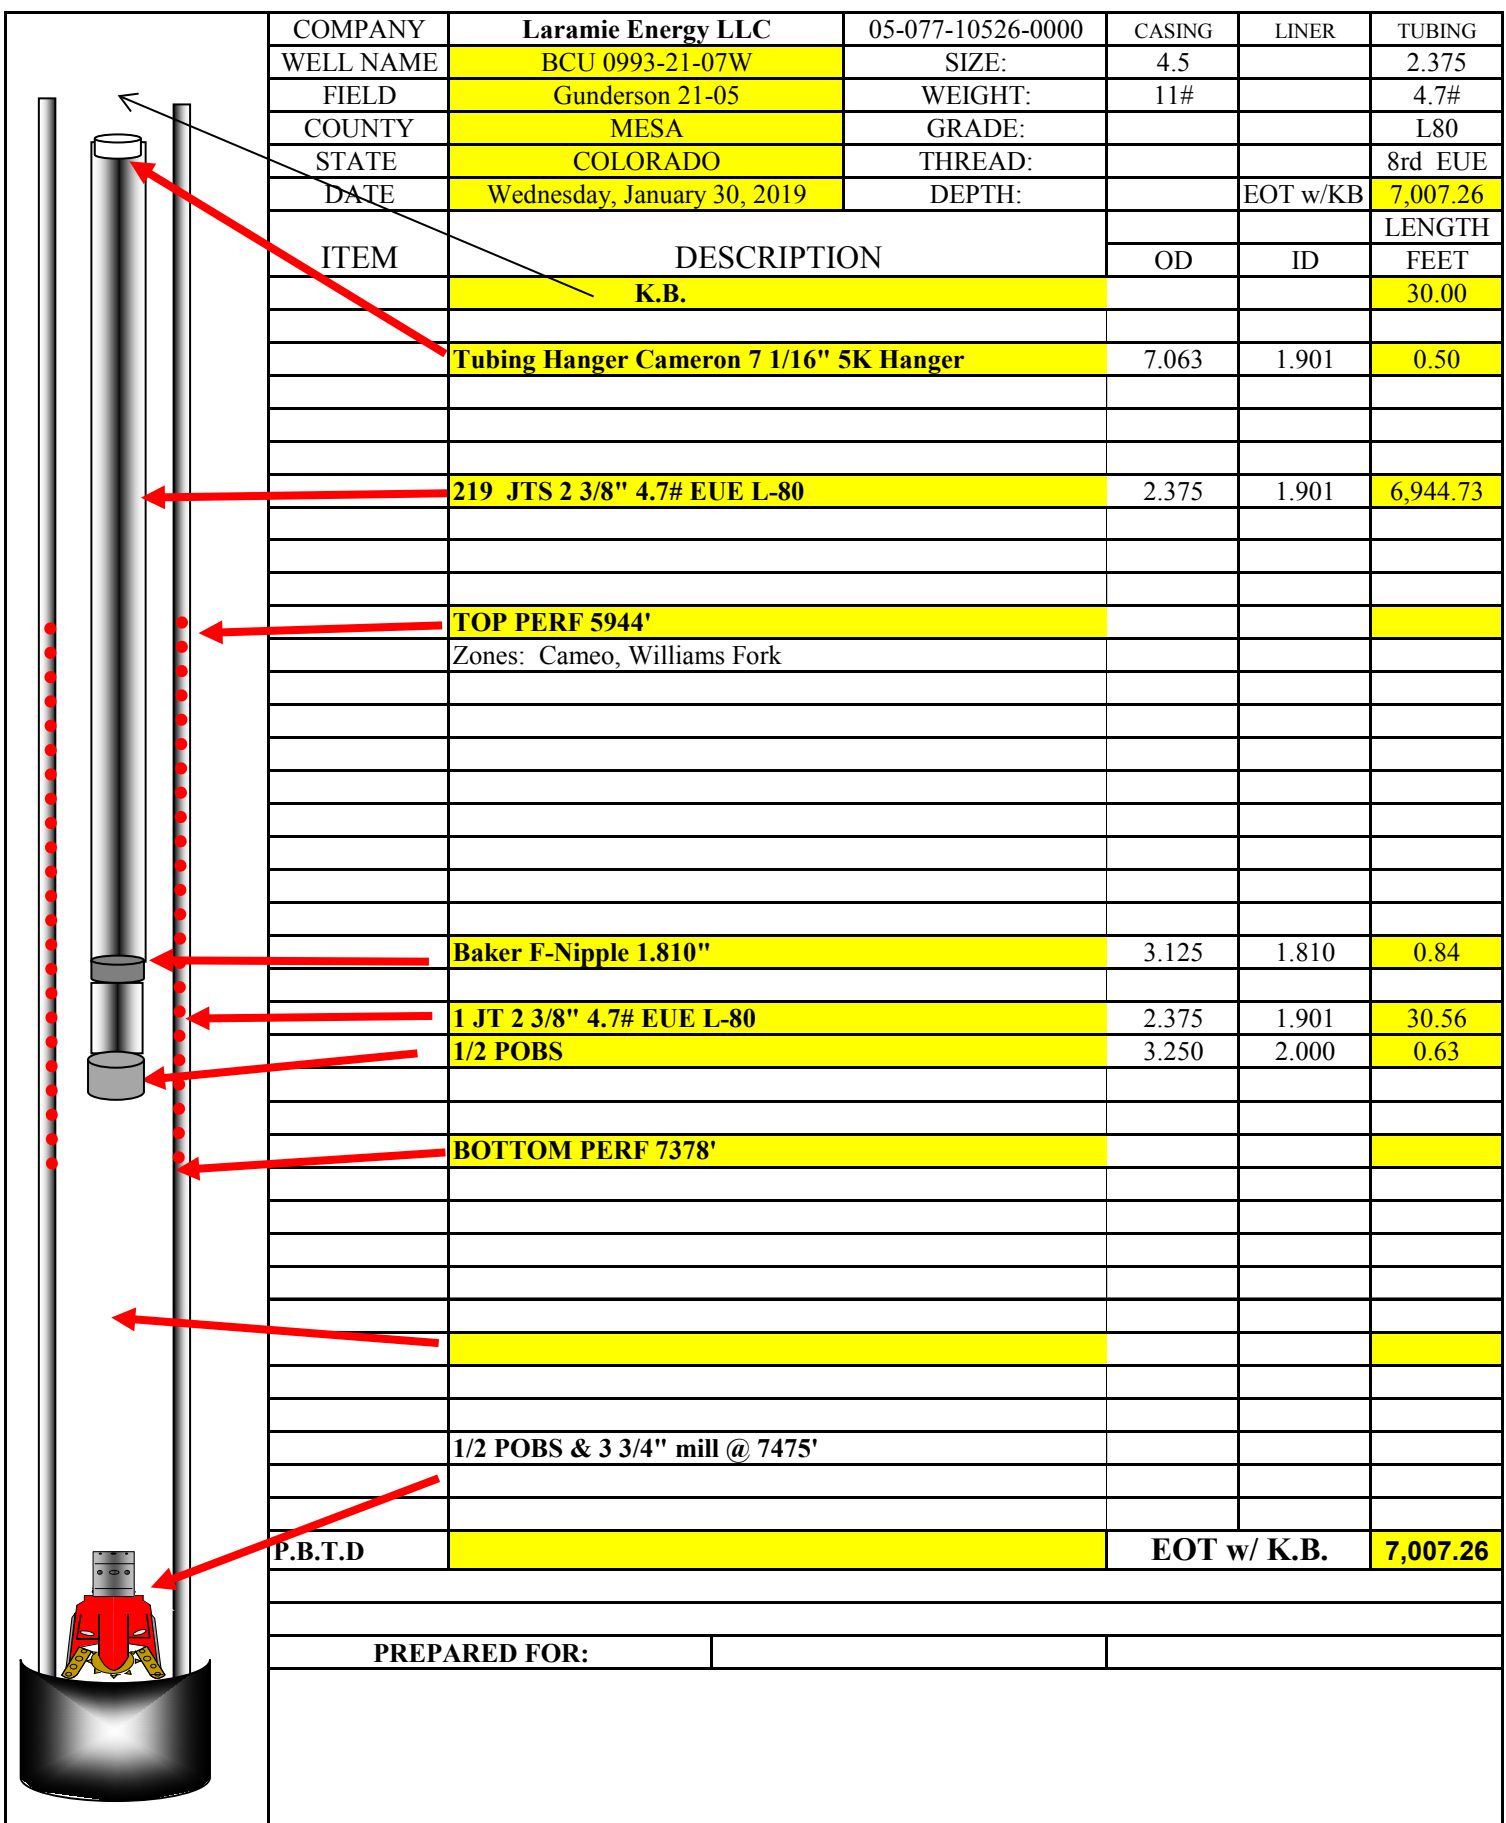 COMPANY Laramie Energy LLC 05-077-10526-0000 CASING LINER TUBING
WELL NAME BCU 0993-21-07W SIZE: 4.5 2.375
FIELD Gunderson 21-05 WEIGHT: 11# 4.7#
COUNTY MESA GRADE: L80
STATE COLORADO THREAD: 8rd EUE
DATE Wednesday, January 30, 2019 DEPTH: EOT w/KB 7,007.26
LENGTH
ITEM DESCRIPTION OD ID FEET
K.B. 30.00
Tubing Hanger Cameron 7 1/16" 5K Hanger 7.063 1.901 0.50
219 JTS 2 3/8" 4.7# EUE L-80 2.375 1.901 6,944.73
TOP PERF 5944'
Zones: Cameo, Williams Fork
Baker F-Nipple 1.810" 3.125 1.810 0.84
1 JT 2 3/8" 4.7# EUE L-80 2.375 1.901 30.56
1/2 POBS 3.250 2.000 0.63
BOTTOM PERF 7378'
1/2 POBS & 3 3/4" mill @ 7475'
P.B.T.D EOT w/ K.B. 7,007.26
PREPARED FOR: